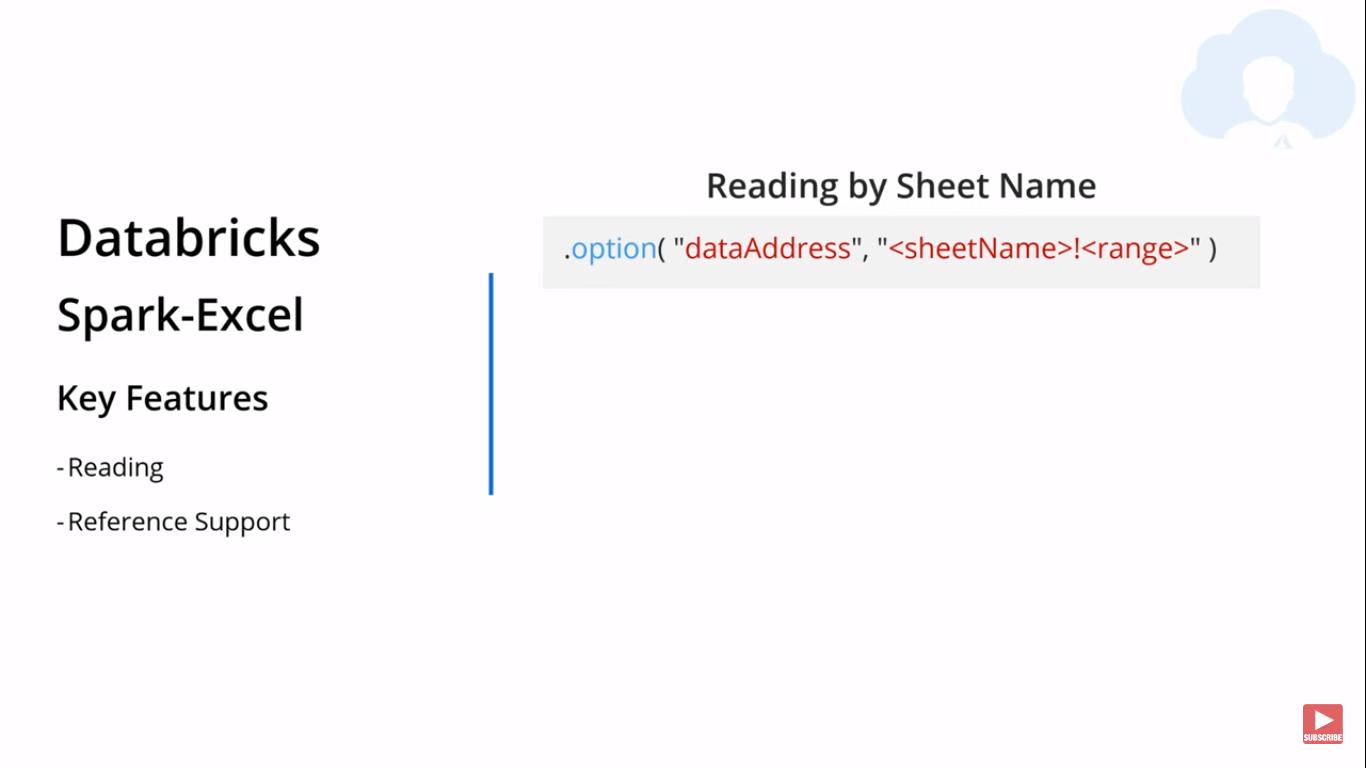 Databricks
Spark-Excel
Key Features
- Reading
- Reference Support
Reading by Sheet Name
.option( "dataAddress", "<sheetName>!<range>" )
SUBSCRIBE